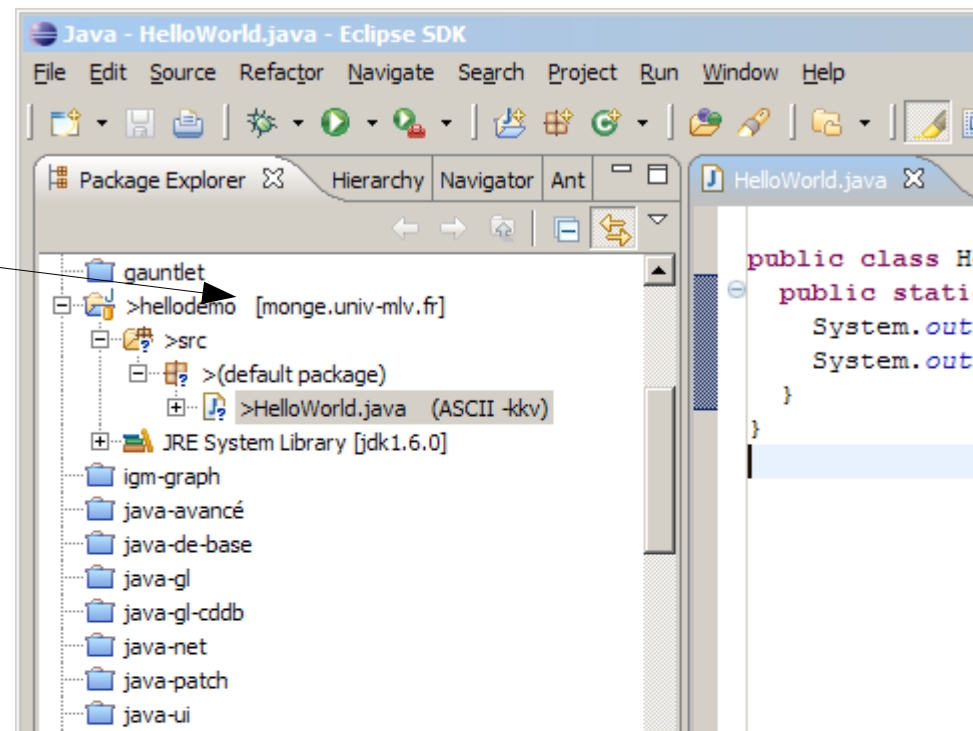 Java - HelloWorld.java - Eclipse SDK
File Edit Source Refactor Navigate Search Project Run Window Help
Package Explorer Hierarchy Navigator Ant
HelloWorld.java
gauntlet
>hellodemo [monge.univ-mlv.fr]
>src
>(default package)
>HelloWorld.java (ASCII -kkv)
JRE System Library [jdk1.6.0]
igm-graph
java-avancé
java-de-base
java-gl
java-gl-cddb
java-net
java-patch
java-ui
public class He
public stati
System.out
System.out
}
}